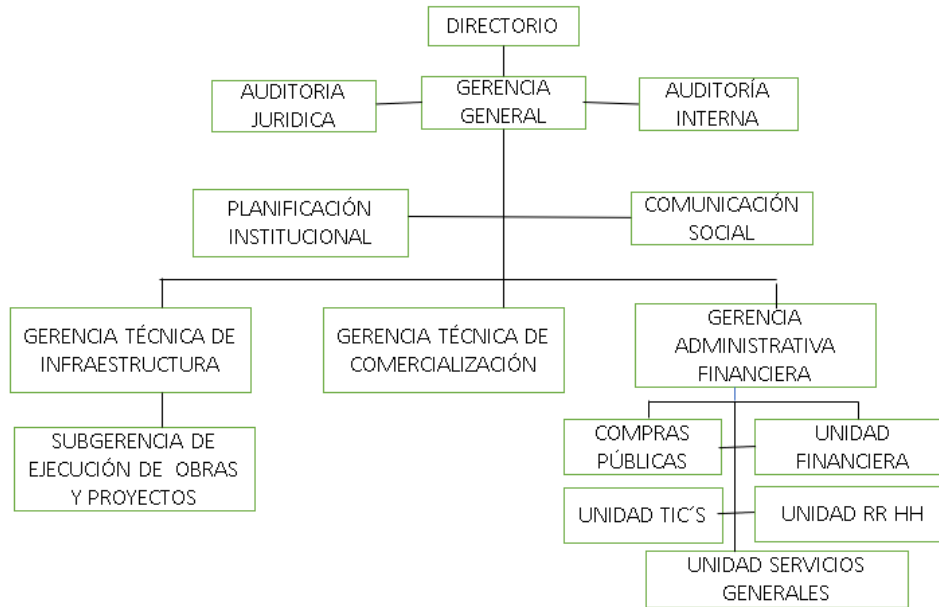 DIRECTORIO
AUDITORIA
JURIDICA
GERENCIA
GENERAL
AUDITORÍA
INTERNA
PLANIFICACIÓN
INSTITUCIONAL
COMUNICACIÓN
SOCIAL
GERENCIA TÉCNICA DE
INFRAESTRUCTURA
GERENCIA TÉCNICA DE
COMERCIALIZACIÓN
GERENCIA
ADMINISTRATIVA
FINANCIERA
SUBGERENCIA DE
EJECUCIÓN DE OBRAS
Y PROYECTOS
COMPRAS
PÚBLICAS
UNIDAD
FINANCIERA
UNIDAD TIC´S
UNIDAD RR HH
UNIDAD SERVICIOS
GENERALES